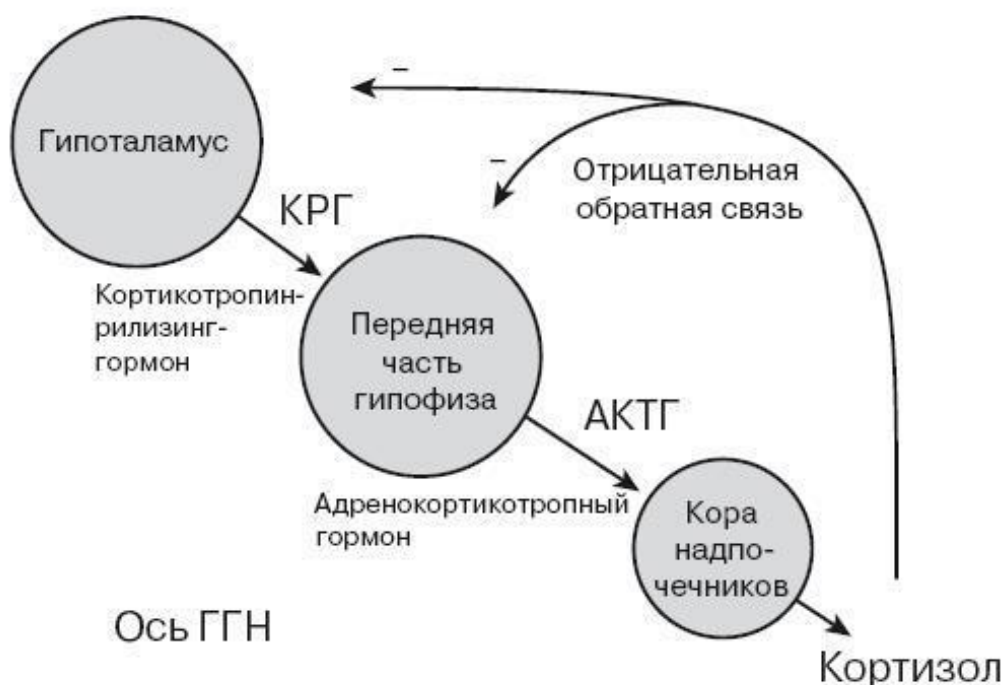 –
Гипоталамус
–
Отрицательная
обратная связь
КРГ
Кортикотропин-
рилизинг-
гормон
Передняя
часть
гипофиза
АКТГ
Адренокортикотропный
гормон
Кора
надпо-
чечников
Ось ГГН
Кортизол